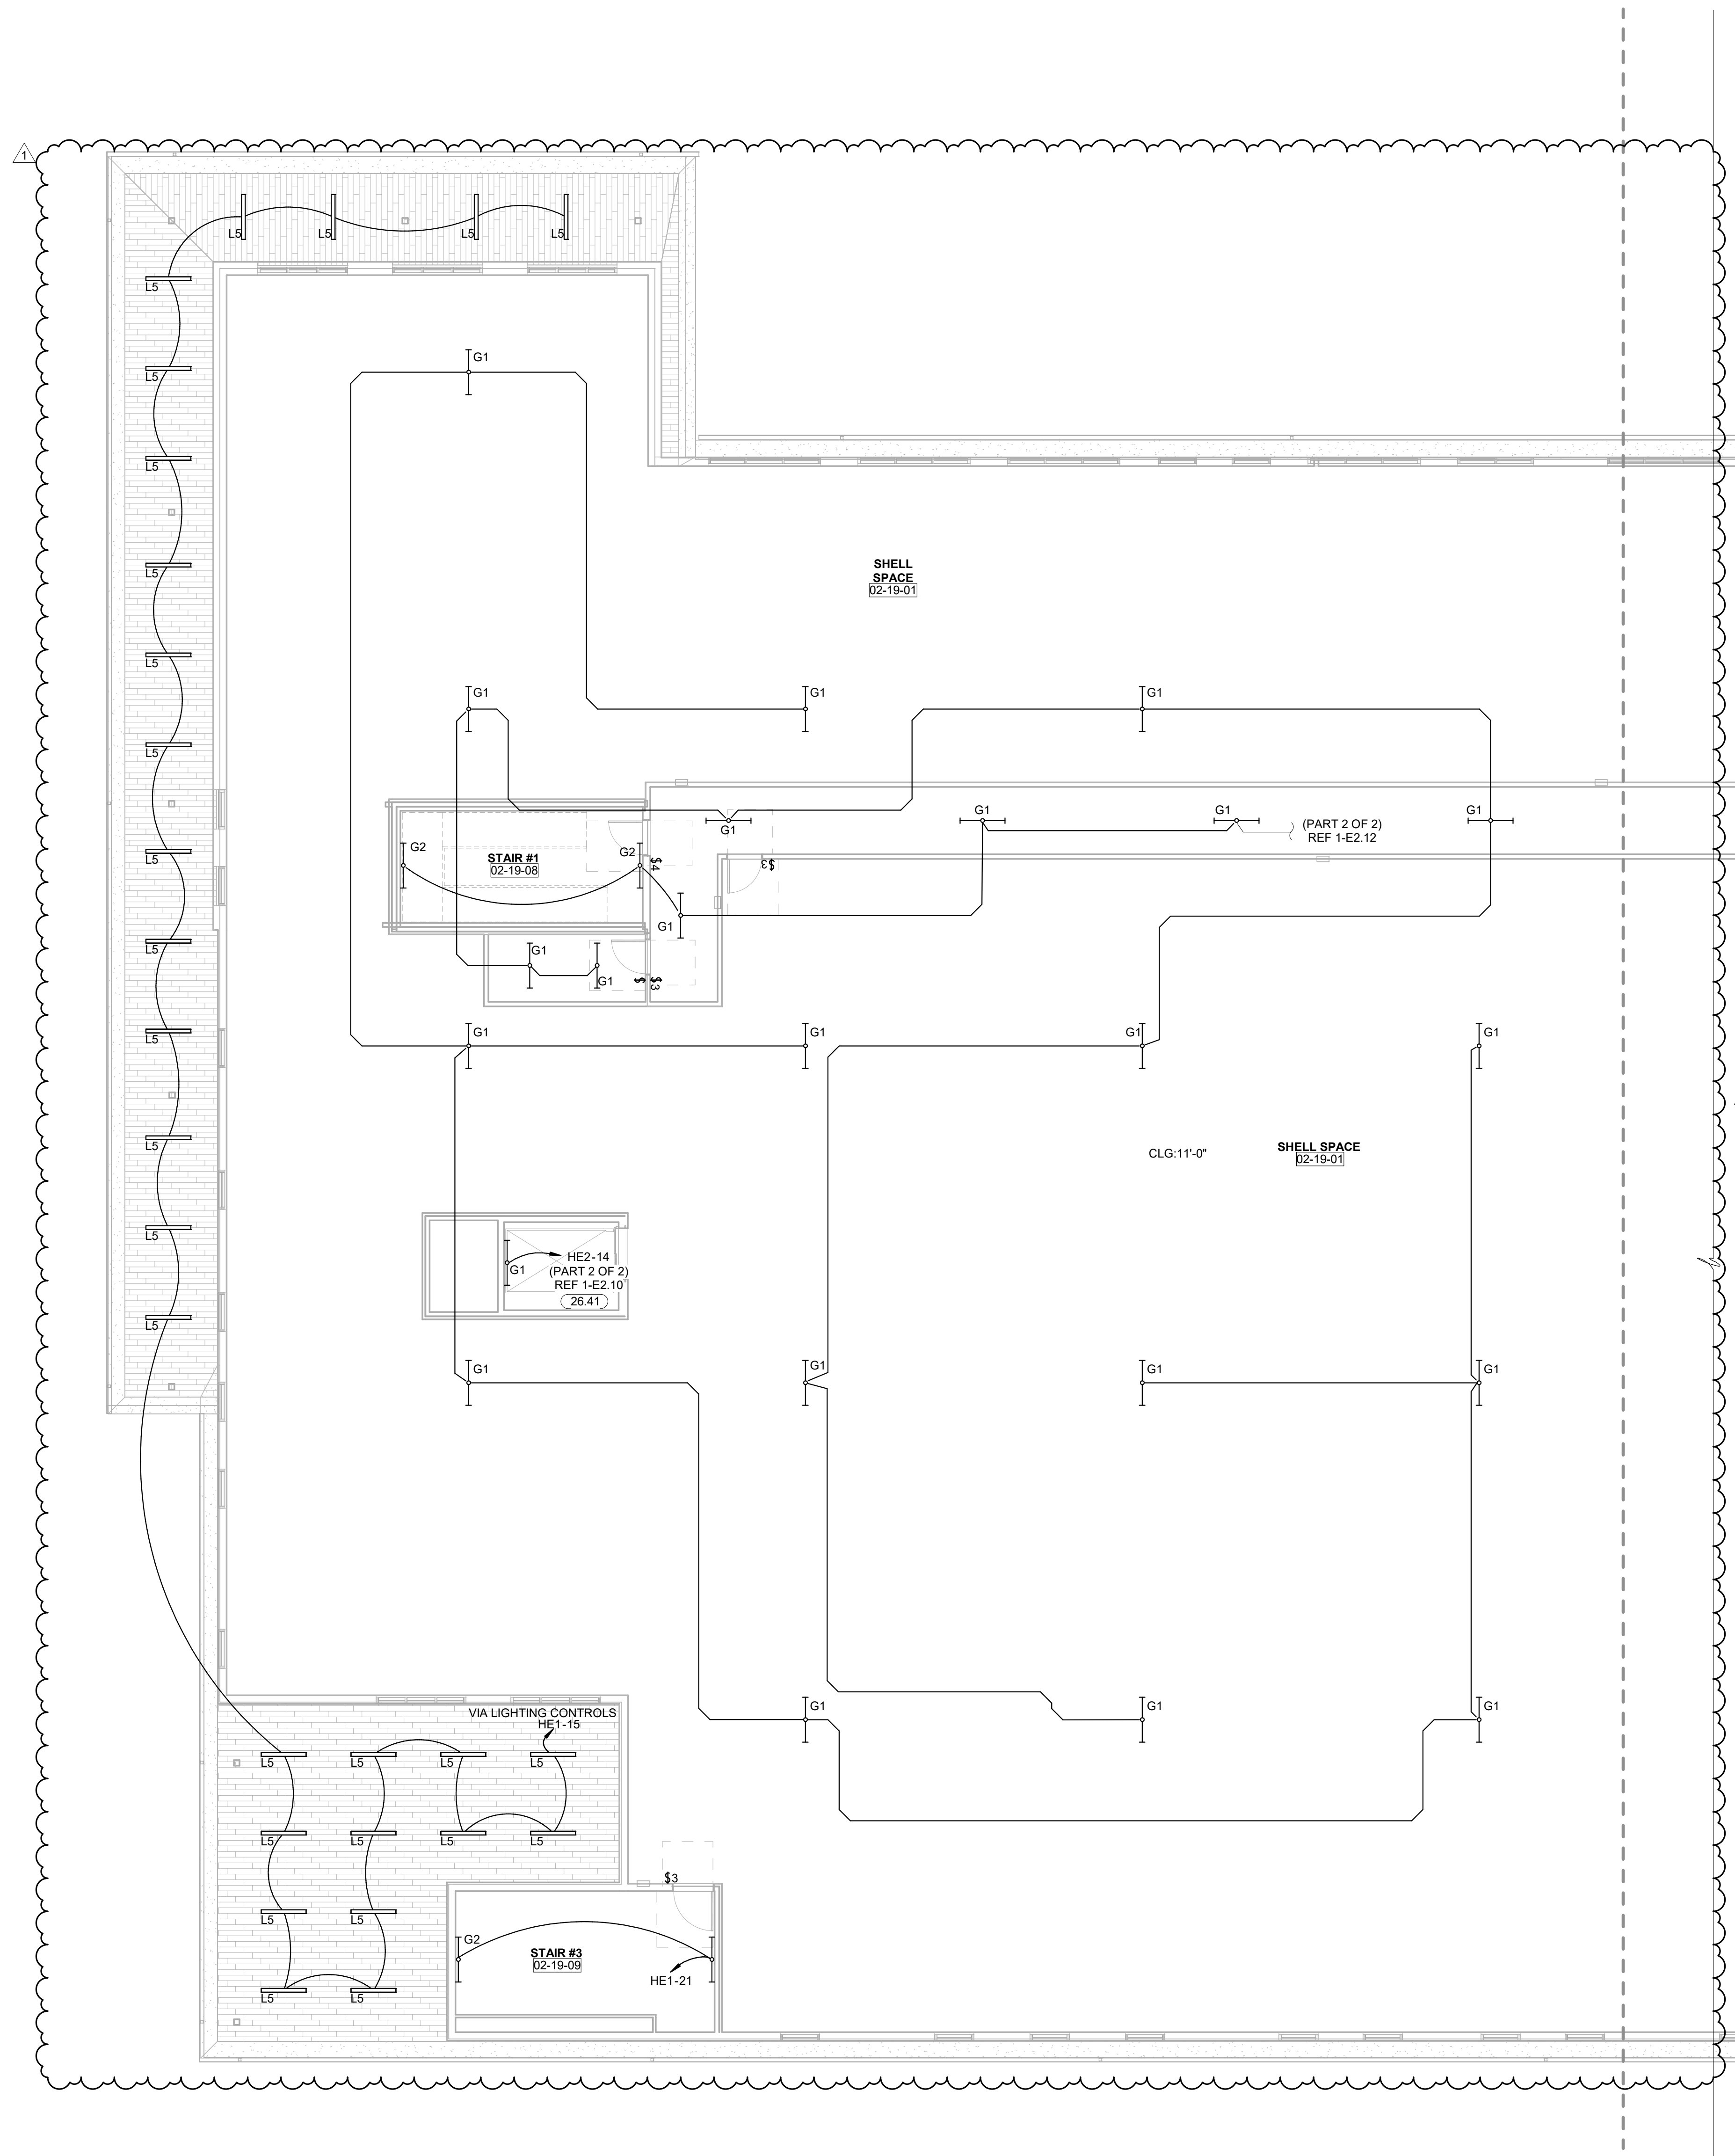 1
L5 L5 L5 L5
L5
G1
L5
L5
SHELL
SPACE
02-19-01
L5
L5
G1 G1 G1
L5
G1 G1 G1
(PART 2 OF 2)
REF 1-E2.12
G1
L5
G2 STAIR #1 G2
02-19-08
$4 $3
G1
L5
G1
G1 $ $3
L5
G1 G1 G1 G1
L5
SHELL SPACE
CLG:11'-0"
02-19-01
L5
HE2-14
G1 (PART 2 OF 2)
REF 1-E2.10
26.41
L5
G1 G1 G1 G1
G1 G1 G1
VIA LIGHTING CONTROLS
HE1-15
L5 L5 L5 L5
L5 L5 L5 L5
$3
L5 L5
G2
STAIR #3
02-19-09
HE1-21
L5 L5